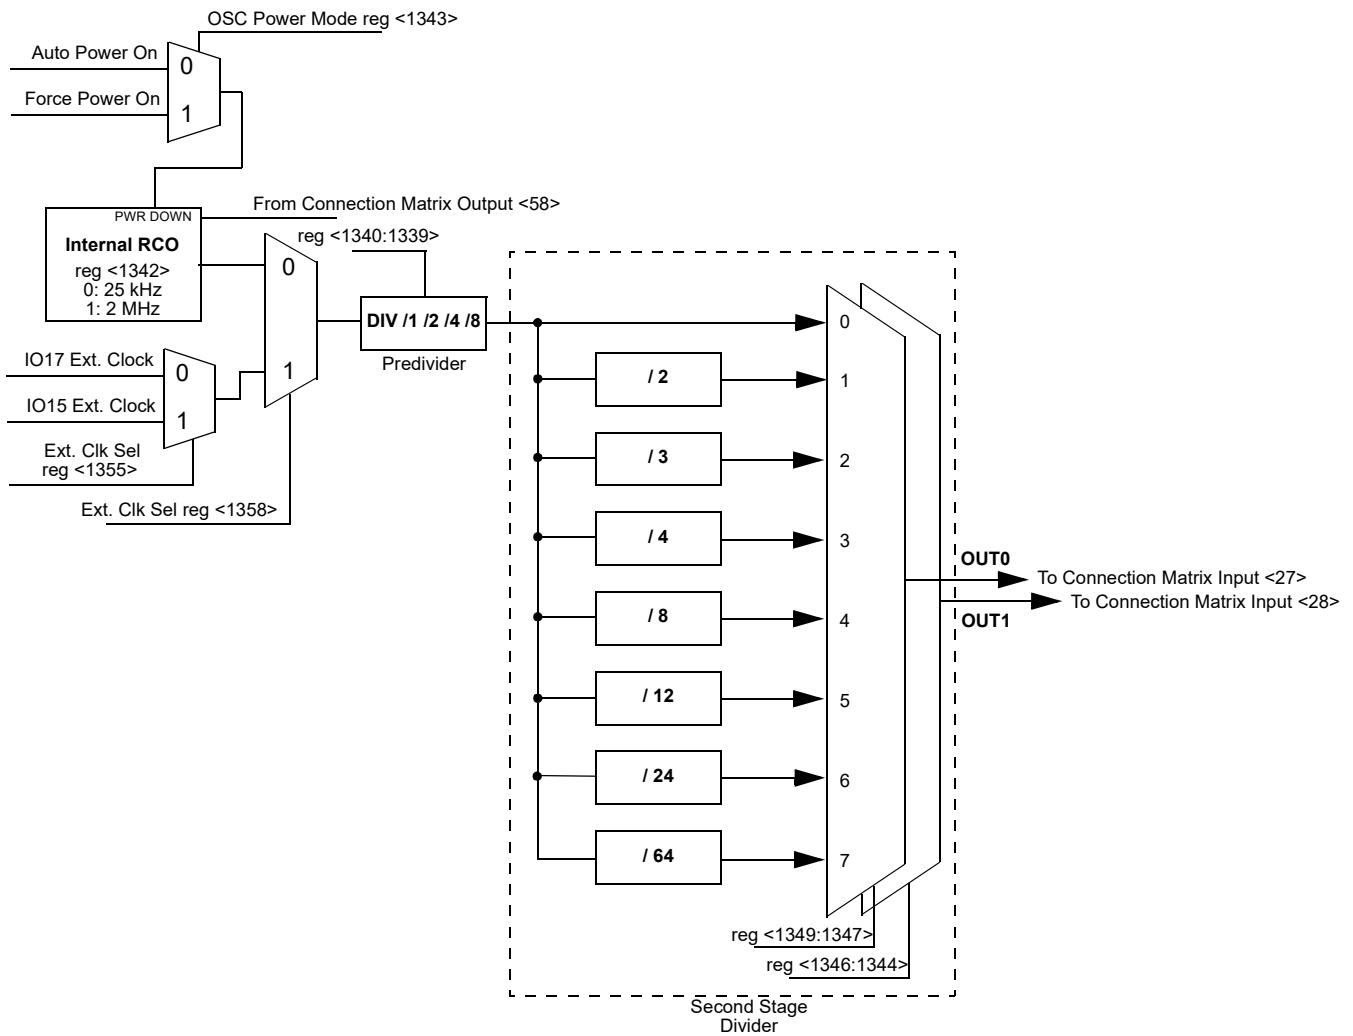 OSC Power Mode reg <1343>
Auto Power On
0
Force Power On
1
PWR DOWN
From Connection Matrix Output <58>
Internal RCO
reg <1342>
0: 25 kHz
1: 2 MHz
reg <1340:1339>
0
1
DIV /1 /2 /4 /8
Predivider
IO17 Ext. Clock
0
IO15 Ext. Clock
1
Ext. Clk Sel
reg <1355>
Ext. Clk Sel reg <1358>
0
/ 2
1
/ 3
2
/ 4
3
/ 8
4
/ 12
5
/ 24
6
/ 64
7
OUT0
To Connection Matrix Input <27>
To Connection Matrix Input <28>
OUT1
reg <1349:1347>
reg <1346:1344>
Second Stage
Divider